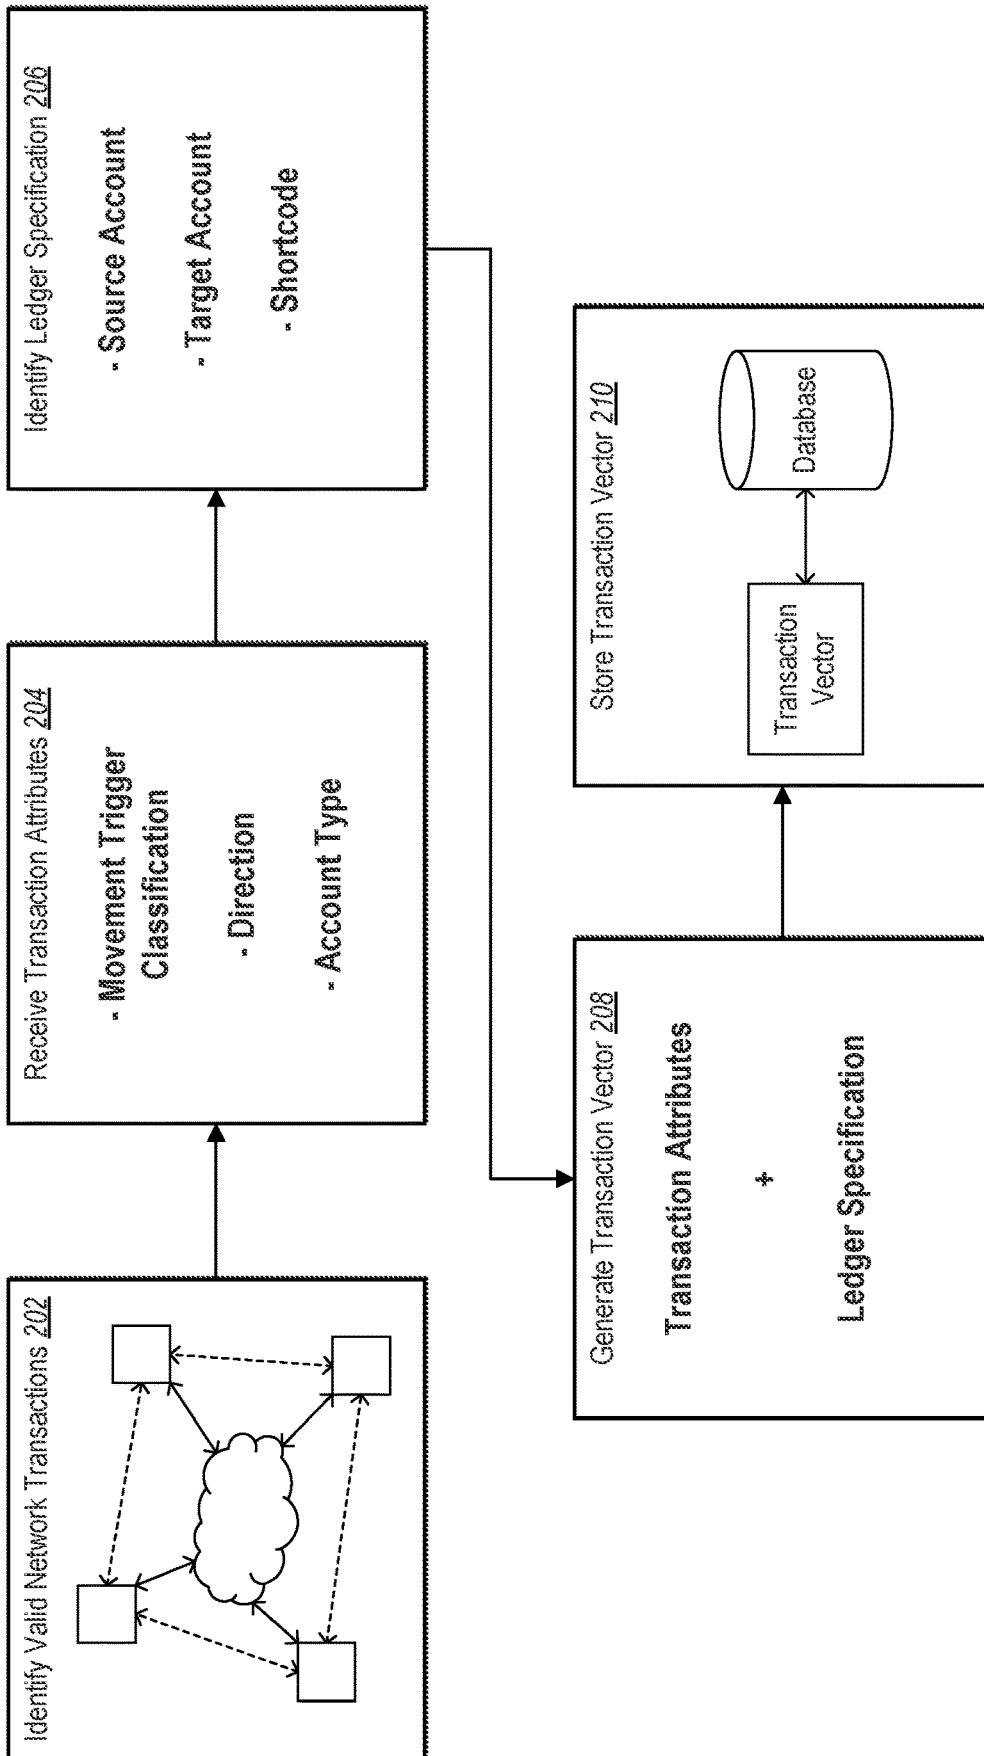 Identify Valid Network Transactions 202
Receive Transaction Attributes 204
- Movement Trigger
Classification
- Direction
- Account Type
Identify Ledger Specification 206
- Source Account
- Target Account
- Shortcode
Generate Transaction Vector 208
Transaction Attributes
+
Ledger Specification
Store Transaction Vector 210
Transaction
Vector
Database